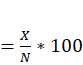 = X/N * 100